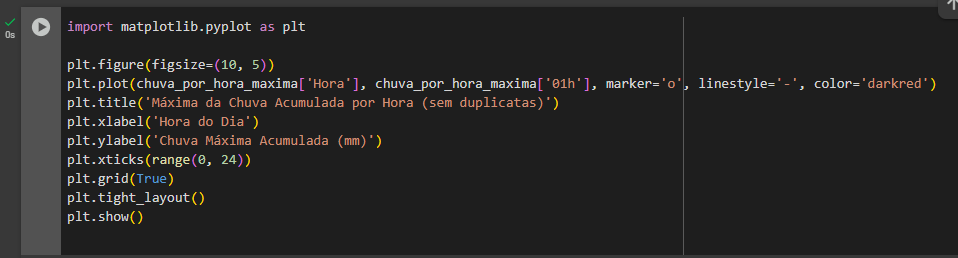 0s
import matplotlib.pyplot as plt
plt.figure(figsize=(10, 5))
plt.plot(chuva_por_hora_maxima['Hora'], chuva_por_hora_maxima['01h'], marker='o', linestyle='-', color='darkred')
plt.title('Máxima da Chuva Acumulada por Hora (sem duplicatas)')
plt.xlabel('Hora do Dia')
plt.ylabel('Chuva Máxima Acumulada (mm)')
plt.xticks(range(0, 24))
plt.grid(True)
plt.tight_layout()
plt.show()